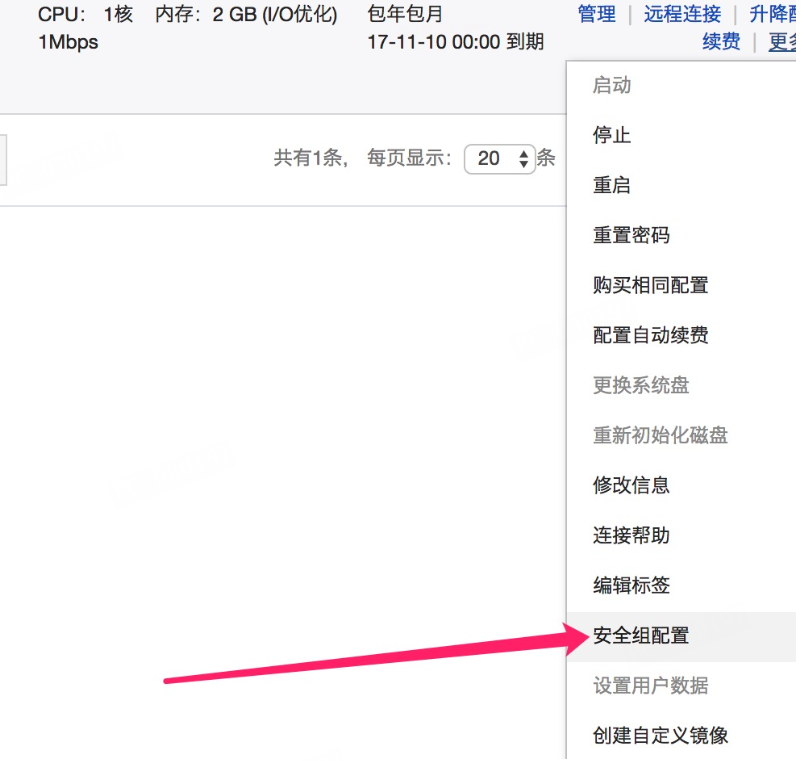 CPU： 1核 内存：2 GB (I/O优化) 包年包月 管理 | 远程连接 | 升降
1Mbps 17-11-10 00:00 到期 续费 | 更
启动
共有1条， 每页显示： 20 条
停止
重启
重置密码
购买相同配置
配置自动续费
更换系统盘
重新初始化磁盘
修改信息
连接帮助
编辑标签
安全组配置
设置用户数据
创建自定义镜像